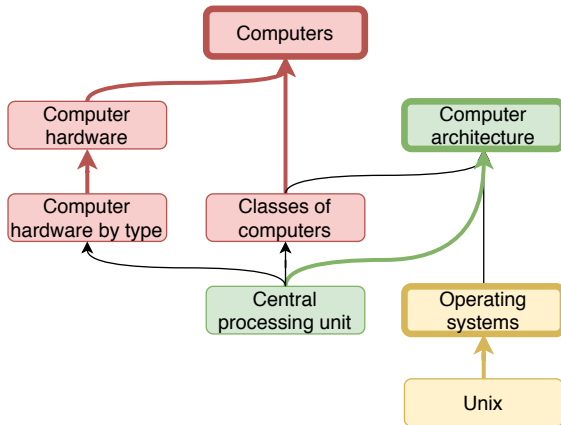 Computers
Computer
hardware
Computer
architecture
Computer
hardware by type
Classes of
computers
Central
processing unit
Operating
systems
Unix